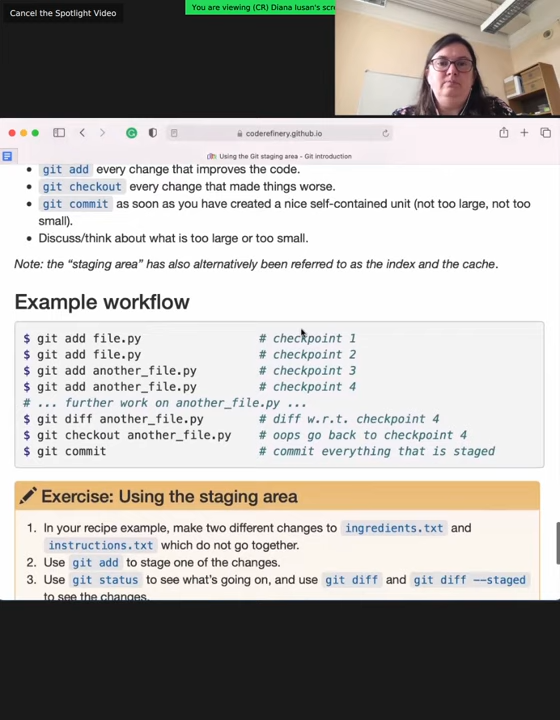 Cancel the Spotlight Video
You are viewing (CR) Diana Iusan's scr
coderefinery.github.io
Using the Git staging area - Git introduction
git add every change that improves the code.
git checkout every change that made things worse.
git commit as soon as you have created a nice self-contained unit (not too large, not too
small).
Discuss/think about what is too large or too small.
Note: the “staging area” has also alternatively been referred to as the index and the cache.
Example workflow
$ git add file.py # checkpoint 1
$ git add file.py # checkpoint 2
$ git add another_file.py # checkpoint 3
$ git add another_file.py # checkpoint 4
# ... further work on another_file.py ...
$ git diff another_file.py # diff w.r.t. checkpoint 4
$ git checkout another_file.py # oops go back to checkpoint 4
$ git commit # commit everything that is staged
Exercise: Using the staging area
1. In your recipe example, make two different changes to ingredients.txt and
instructions.txt which do not go together.
2. Use git add to stage one of the changes.
3. Use git status to see what’s going on, and use git diff and git diff --staged
to see the changes.